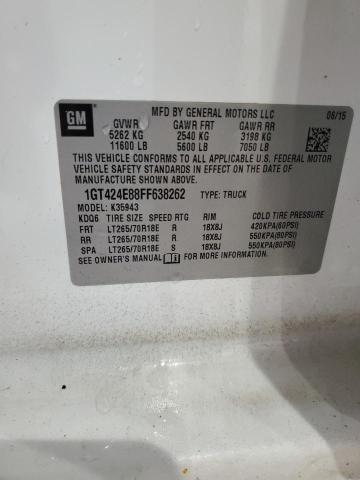 GM
MFD BY GENERAL MOTORS LLC 06/15
GVWR GAWR FRT GAWR RR
5262 KG 2540 KG 3198 KG
11600 LB 5600 LB 7050 LB
THIS VEHICLE CONFORMS TO ALL APPLICABLE U.S. FEDERAL MOTOR
VEHICLE SAFETY STANDARDS IN EFFECT ON THE DATE OF
MANUFACTURE SHOWN ABOVE.
1GT424E88FF638262 TYPE: TRUCK
MODEL: K35943
KDQ6 TIRE SIZE SPEED RTG RIM COLD TIRE PRESSURE
FRT LT265/70R18E R 18X8J 420KPA(60PSI)
RR LT265/70R18E R 18X8J 550KPA(80PSI)
SPA LT265/70R18E S 18X8J 550KPA(80PSI)
SEE OWNER'S MANUAL FOR MORE INFORMATION